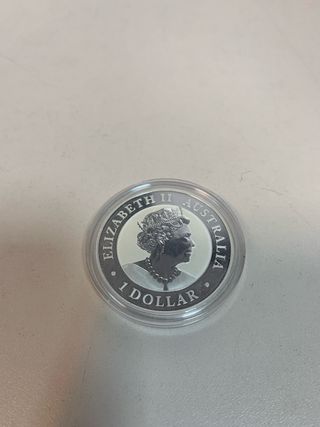 ELIZABETH II AUSTRALIA
• 1 DOLLAR •